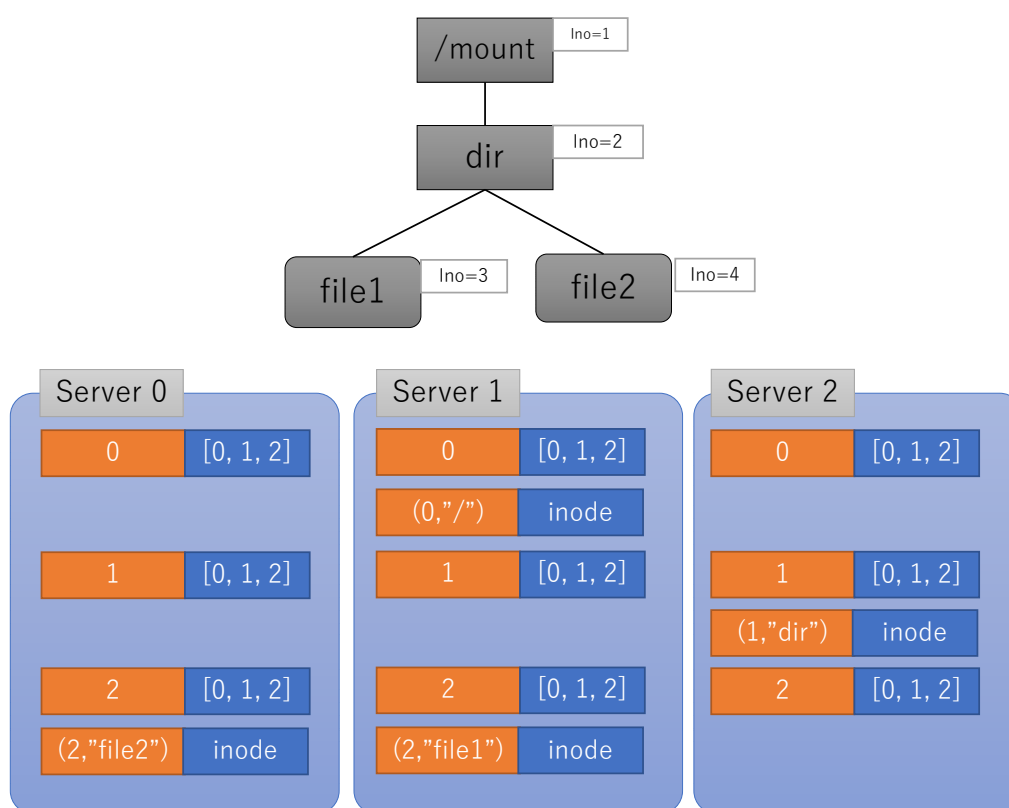 /mount
Ino=1
dir
Ino=2
file1
Ino=3
file2
Ino=4
Server 0
0 [0, 1, 2]
1 [0, 1, 2]
2 [0, 1, 2]
(2,”file2”) inode
Server 1
0 [0, 1, 2]
(0,”/”) inode
1 [0, 1, 2]
2 [0, 1, 2]
(2,”file1”) inode
Server 2
0 [0, 1, 2]
1 [0, 1, 2]
(1,”dir”) inode
2 [0, 1, 2]